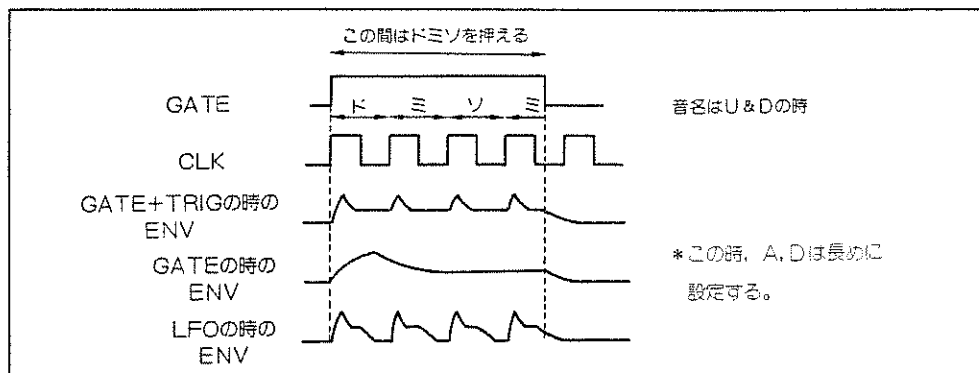 この間はドミソを押える
GATE
ド ミ ソ ミ
音名はU&Dの時
CLK
GATE+TRIGの時の
ENV
GATEの時の
ENV
*この時, A, Dは長めに
設定する。
LFOの時の
ENV